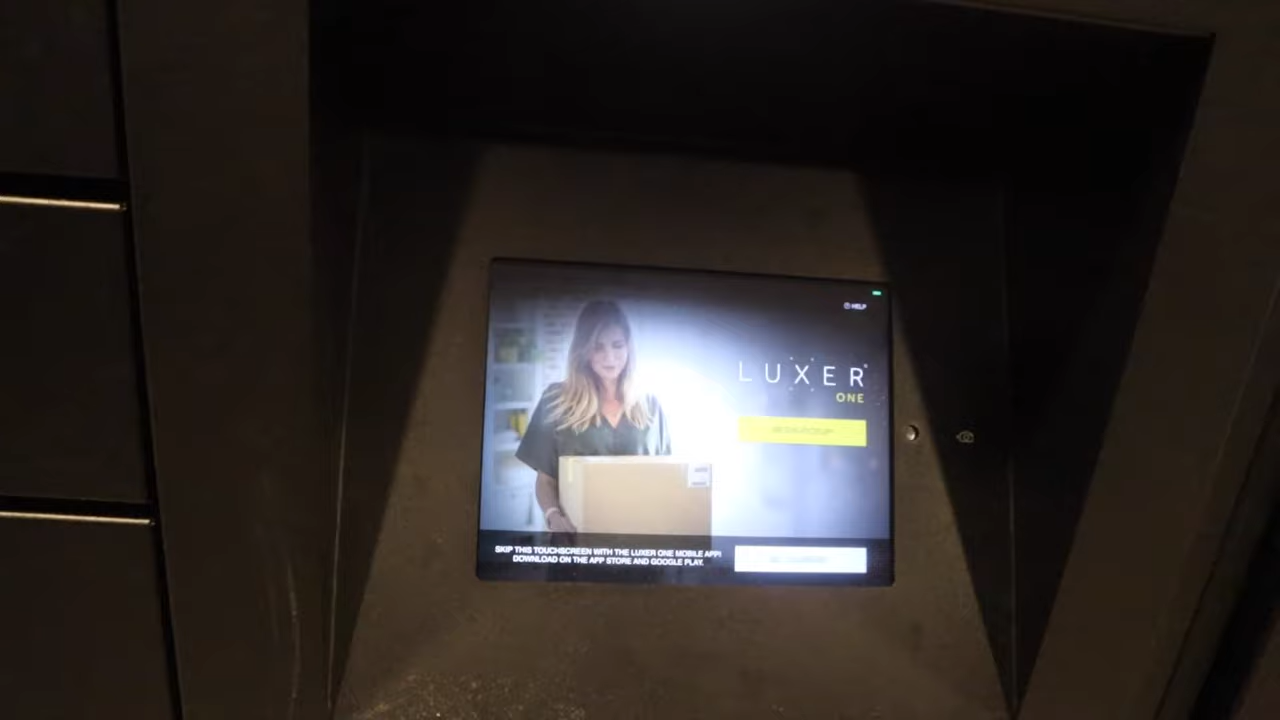 HELP
LUXER
ONE
SKIP THIS TOUCHSCREEN WITH THE LUXER ONE MOBILE APP!
DOWNLOAD ON THE APP STORE AND GOOGLE PLAY.